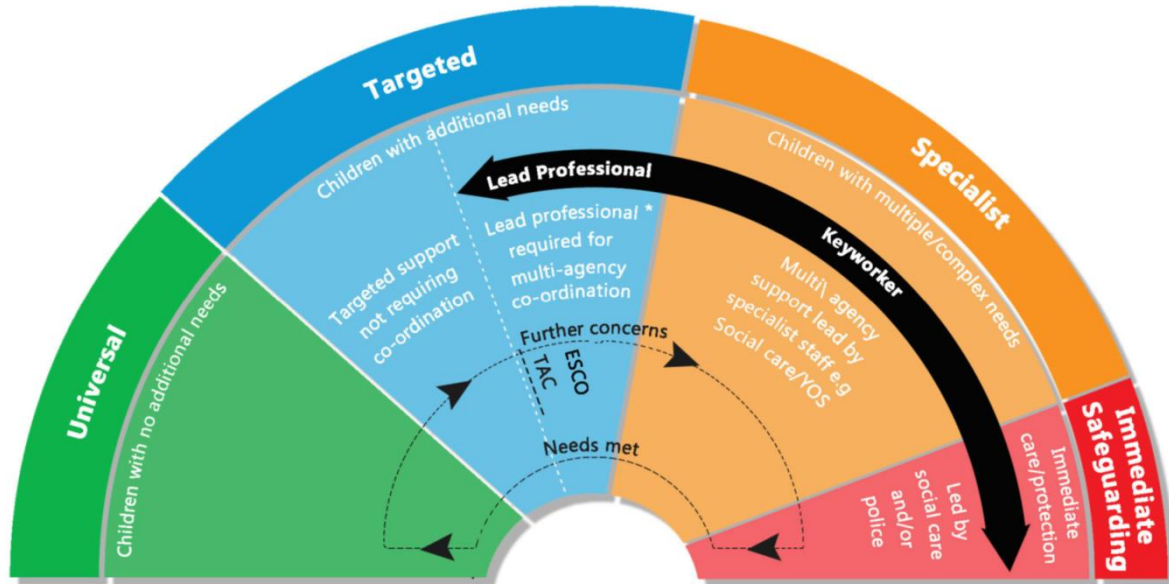 Universal
Children with no additional needs
Targeted
Children with additional needs
Targeted support
not requiring
co-ordination
Lead Professional
Lead professional *
required for
multi-agency
co-ordination
Further concerns
ESCO
TAC
Needs met
Specialist
Children with multiple/complex needs
Keyworker
Multi\ agency
support lead by
specialist staff e.g
Social care/YOS
Immediate
Safeguarding
Immediate
care/protection
Led by
social care
and/or
police